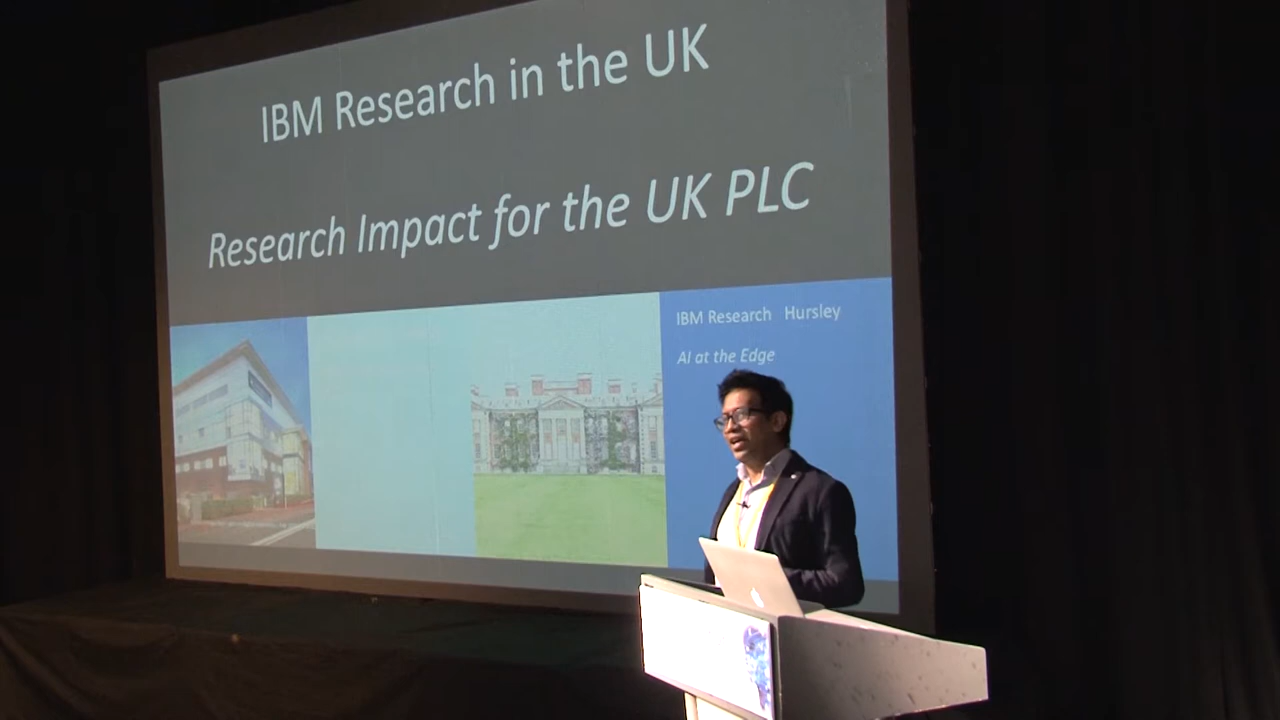 IBM Research in the UK
Research Impact for the UK PLC
IBM Research Hursley
AI at the Edge